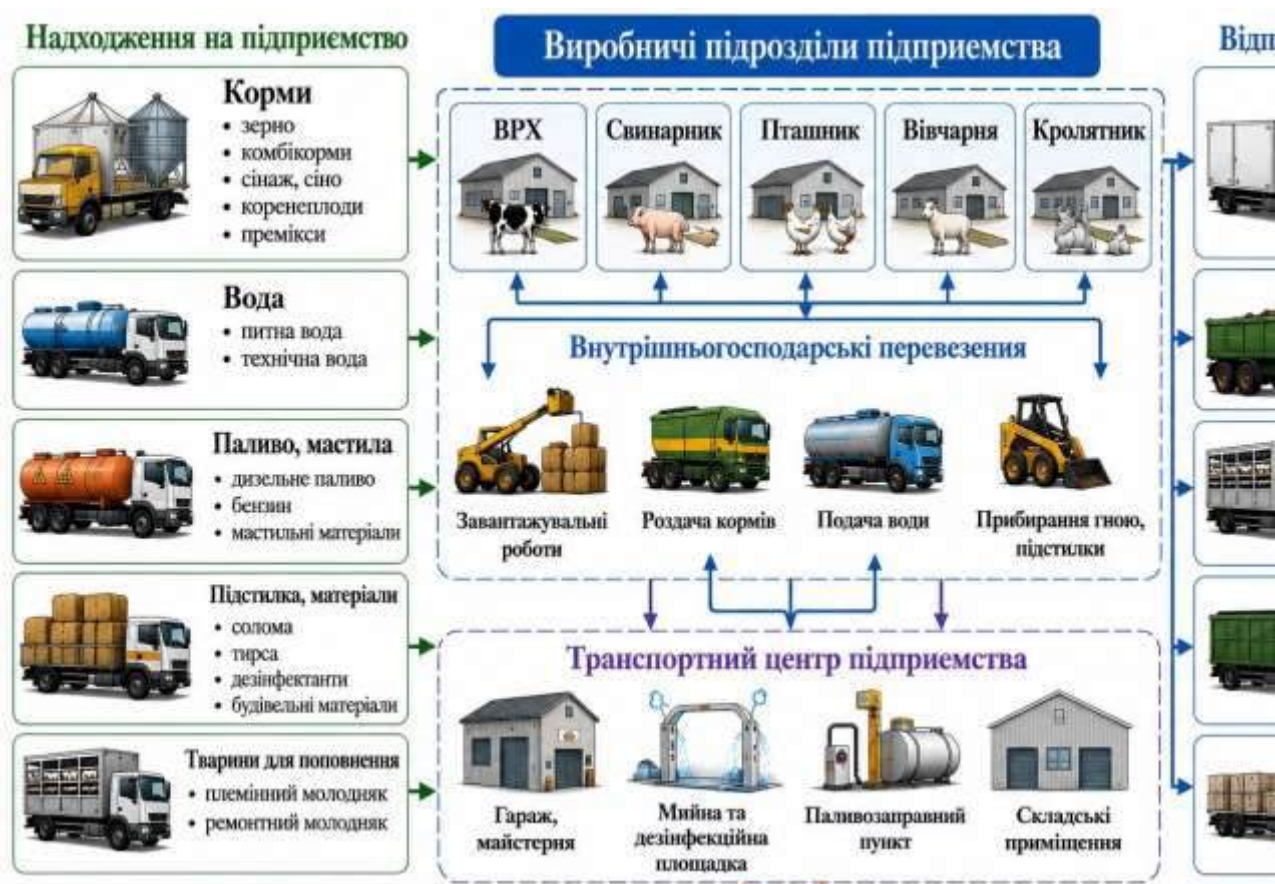 Надходження на підприємство
Корми
• зерно
• комбікорми
• сінаж, сіно
• коренеплоди
• премікси
Вода
• питна вода
• технічна вода
Паливо, мастила
• дизельне паливо
• бензин
• мастильні матеріали
Підстилка, матеріали
• солома
• тирса
• дезінфектанти
• будівельні матеріали
Тварини для поповнення
• племінний молодняк
• ремонтний молодняк
Виробничі підрозділи підприємства
ВРХ
Свинарник
Пташник
Вівчарня
Кролятник
Внутрішньогосподарські перевезення
Завантажувальні
роботи
Роздача кормів
Подача води
Прибирання гною,
підстилки
Транспортний центр підприємства
Гараж,
майстерня
Мийна та
дезінфекційна
площадка
Паливозаправний
пункт
Складські
приміщення